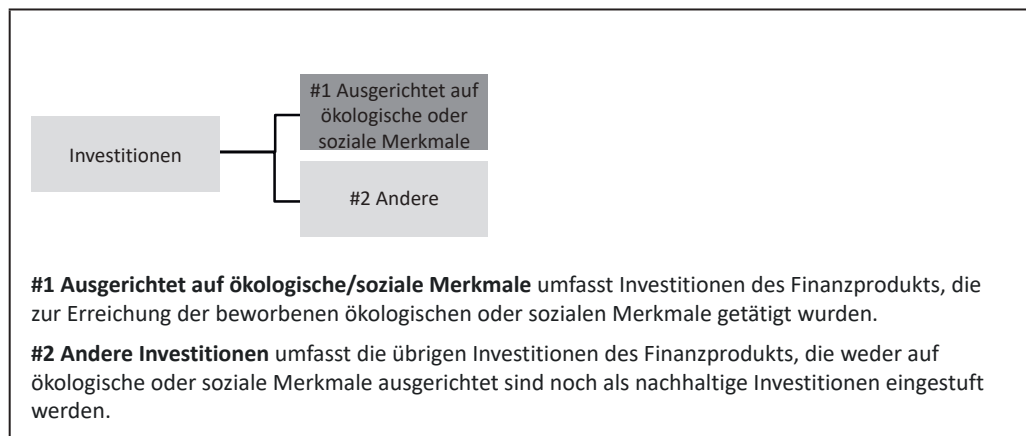 #1 Ausgerichtet auf
ökologische oder
soziale Merkmale
Investitionen
#2 Andere
#1 Ausgerichtet auf ökologische/soziale Merkmale umfasst Investitionen des Finanzprodukts, die
zur Erreichung der beworbenen ökologischen oder sozialen Merkmale getätigt wurden.
#2 Andere Investitionen umfasst die übrigen Investitionen des Finanzprodukts, die weder auf
ökologische oder soziale Merkmale ausgerichtet sind noch als nachhaltige Investitionen eingestuft
werden.